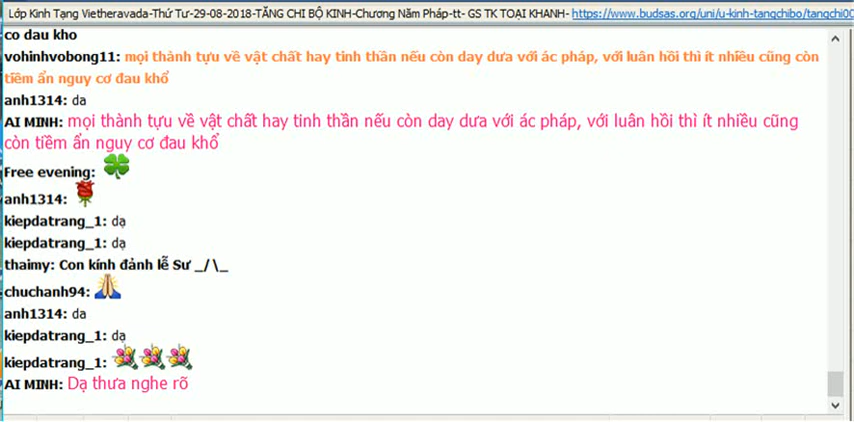 Lớp Kinh Tạng Vietheravada-Thứ Tư-29-08-2018-TĂNG CHI BỘ KINH-Chương Năm Pháp-tt- GS TK TOẠI KHANH- https://www.budsas.org/uni/u-kinh-tangchibo/tangchi00
co dau kho
vohinhvobong11: mọi thành tựu về vật chất hay tinh thần nếu còn day dưa với ác pháp, với luân hồi thì ít nhiều cũng còn
tiềm ẩn nguy cơ đau khổ
anh1314: da
AI MINH: mọi thành tựu về vật chất hay tinh thần nếu còn day dưa với ác pháp, với luân hồi thì ít nhiều cũng
còn tiềm ẩn nguy cơ đau khổ
Free evening:
anh1314:
kiepdatrang_1: dạ
kiepdatrang_1: dạ
thaimy: Con kính đảnh lễ Sư _/\_
chuchanh94:
anh1314: da
kiepdatrang_1: dạ
kiepdatrang_1:
AI MINH: Dạ thưa nghe rõ